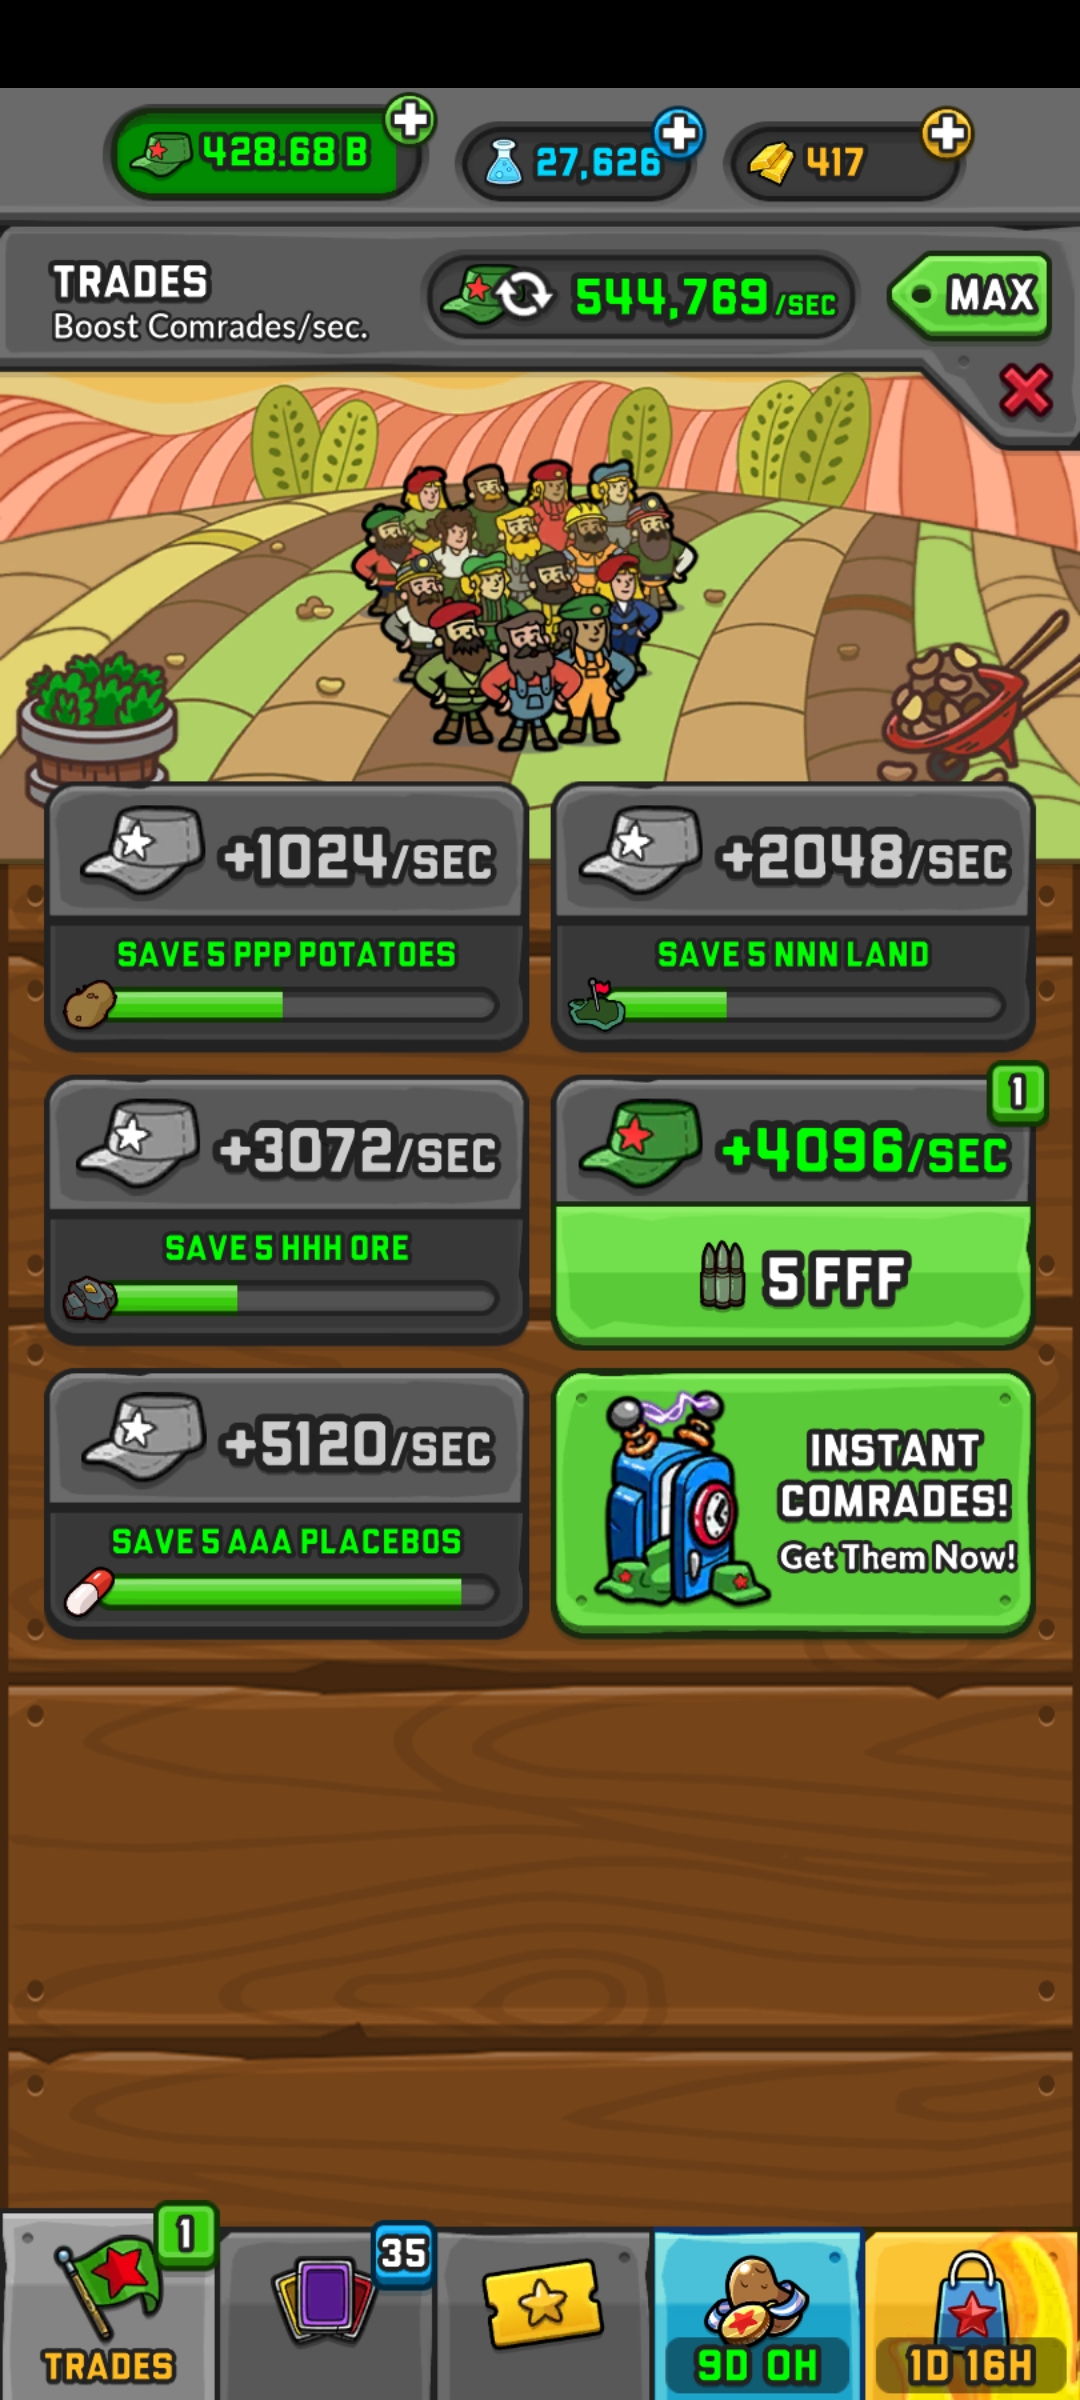 428.68 B
27,626
417
TRADES
Boost Comrades/sec.
544,769/SEC
MAX
+1024/SEC
SAVE 5 PPP POTATOES
+2048/SEC
SAVE 5 NNN LAND
+3072/SEC
SAVE 5 HHH ORE
1
+4096/SEC
5 FFF
+5120/SEC
SAVE 5 AAA PLACEBOS
INSTANT
COMRADES!
Get Them Now!
1
TRADES
35
9D 0H
1D 16H